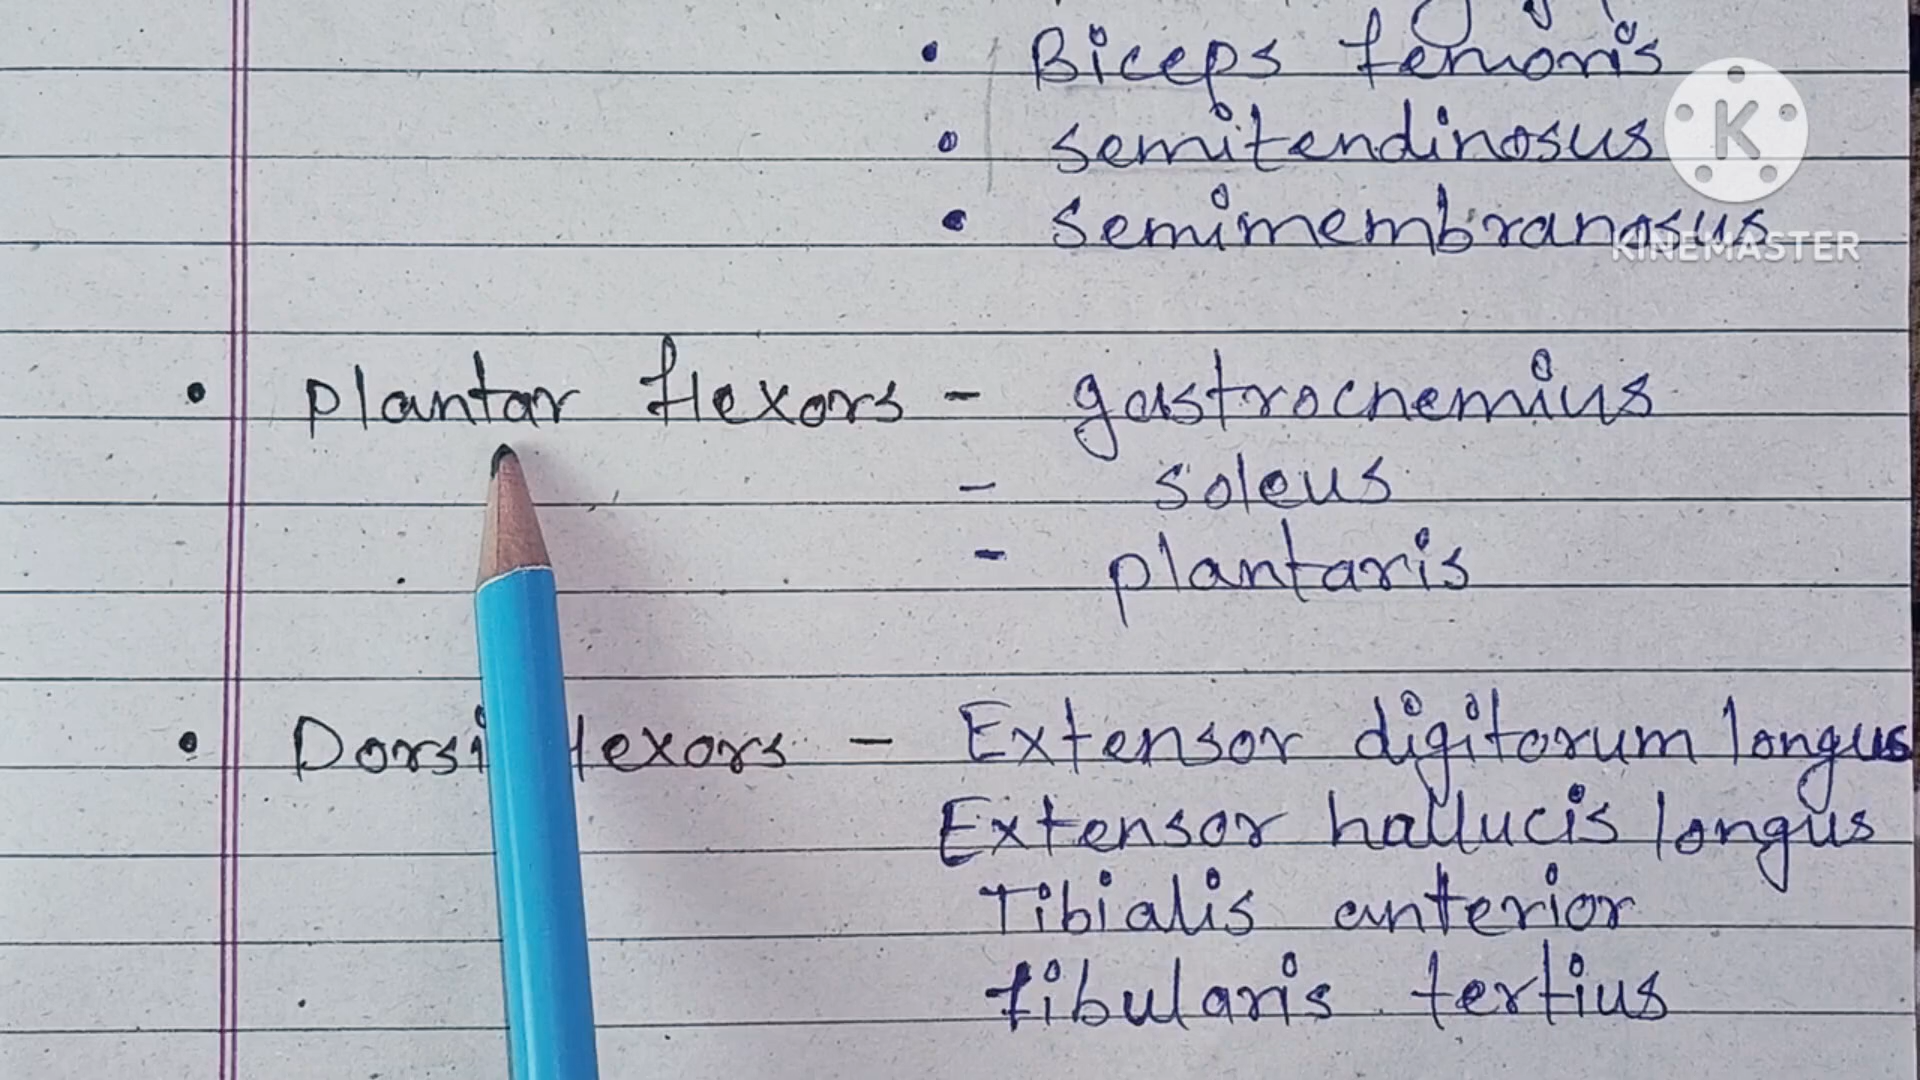 • Biceps femoris
• semitendinosus
• semimembranosus
KINEMASTER
• plantar flexors - gastrocnemius
- soleus
- plantaris
• Dorsi flexors - Extensor digitorum longus
Extensor hallucis longus
Tibialis anterior
fibularis tertius